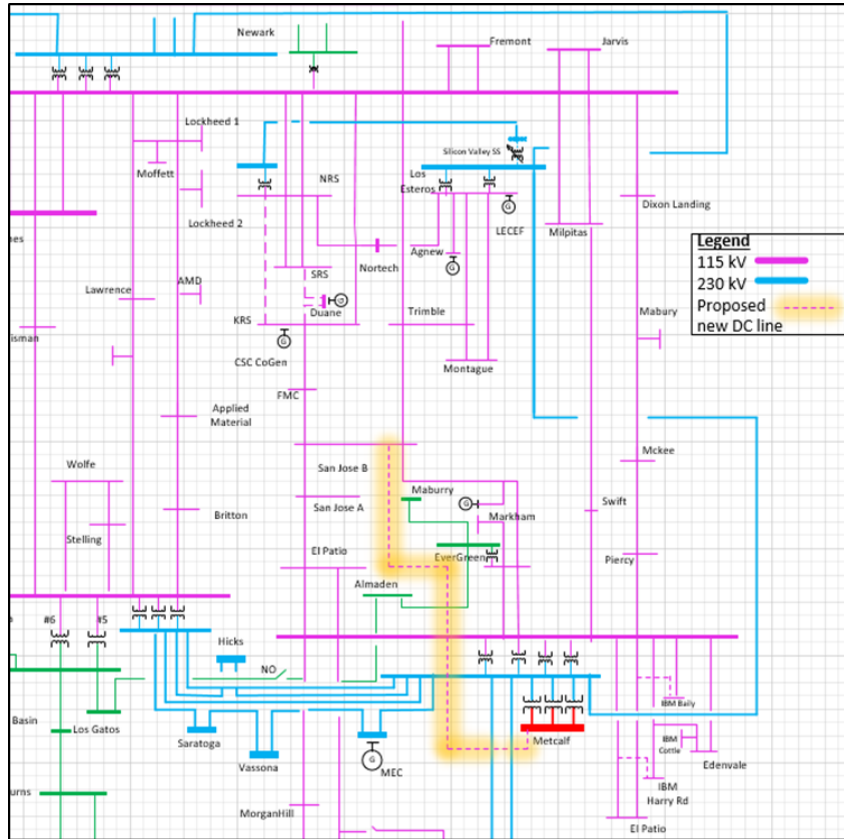 Newark
Fremont
Jarvis
Lockheed 1
Silicon Valley SS
Moffett
NRS
Los
Esteros
Lockheed 2
LECEF
Dixon Landing
Milpitas
nes
Agnew
Nortech
Legend
115 kV
230 kV
Proposed
new DC line
SRS
AMD
Lawrence
G
G
G
Duane
KRS
Trimble
Mabury
isman
G
CSC CoGen
Montague
FMC
Applied
Material
Mckee
Wolfe
San Jose B
Maburry
San Jose A
G
Markham
Swift
Britton
Stelling
El Patio
EverGreen
Piercy
Almaden
#6
#5
Hicks
NO
IBM Baily
Basin
Los Gatos
Saratoga
Vassona
MEC
G
Metcalf
IBM
Cottle
Edenvale
IBM
Harry Rd
urns
MorganHill
El Patio